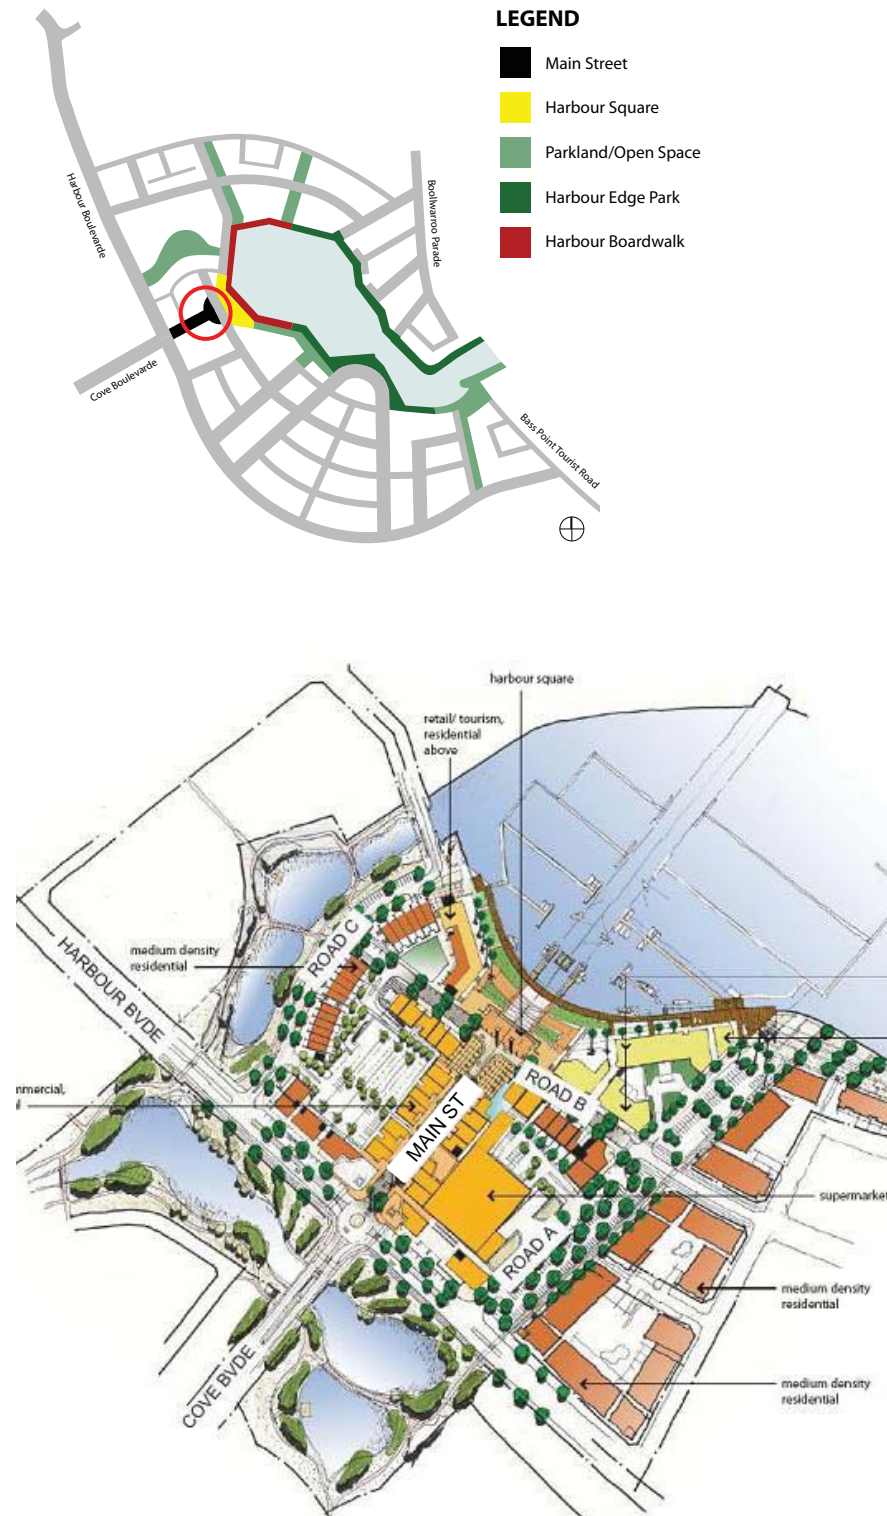 LEGEND
Main Street
Harbour Square
Parkland/Open Space
Harbour Edge Park
Harbour Boardwalk
Harbour Boulevarde
Boollwarroo Parade
Cove Boulevarde
Bass Point Tourist Road
harbour square
retail/ tourism,
residential
above
medium density
residential
ROAD C
HARBOUR BVDE
MAIN ST
ROAD B
supermarket
ROAD A
medium density
residential
medium density
residential
COVE BVDE